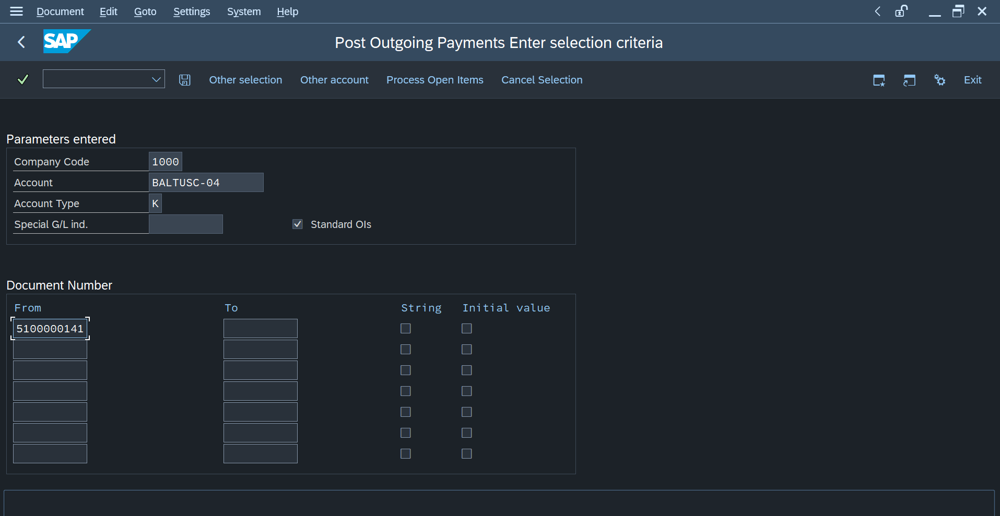 Document Edit Goto Settings System Help
SAP Post Outgoing Payments Enter selection criteria
Other selection Other account Process Open Items Cancel Selection Exit
Parameters entered
Company Code 1000
Account BALTUSC-04
Account Type K
Special G/L ind. Standard OIs
Document Number
From To String Initial value
5100000141